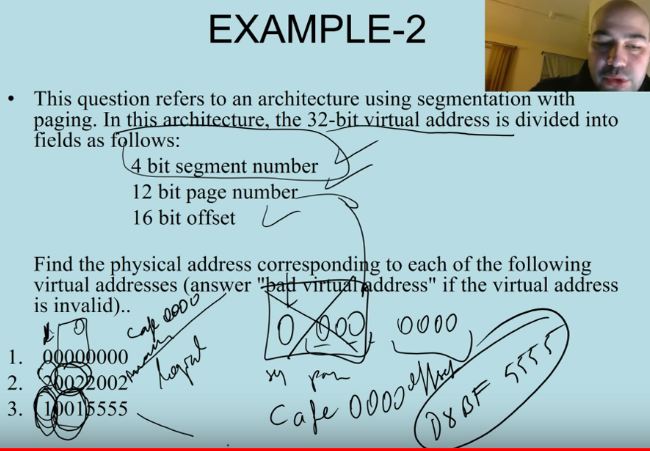 EXAMPLE-2
• This question refers to an architecture using segmentation with
paging. In this architecture, the 32-bit virtual address is divided into
fields as follows:
4 bit segment number
12 bit page number
16 bit offset
Find the physical address corresponding to each of the following
virtual addresses (answer "bad virtual address" if the virtual address
is invalid)..
cafe 0000
0 000 0000
1. 00000000
2. 20022002
3. 10015555
offset
Cafe 0000
D8BF 5555